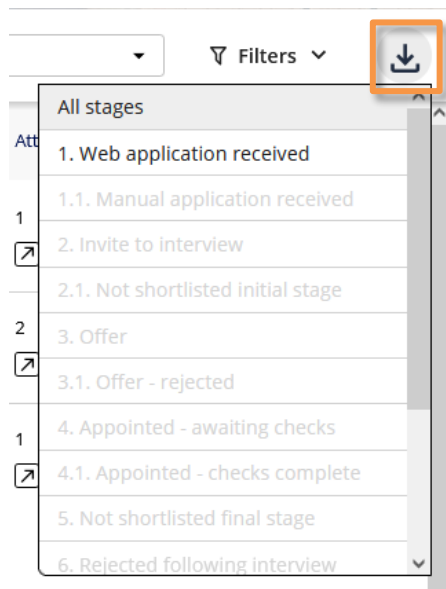 Filters
All stages
Att
1. Web application received
1.1. Manual application received
1
2. Invite to interview
2.1. Not shortlisted initial stage
2
3. Offer
3.1. Offer - rejected
4. Appointed - awaiting checks
1
4.1. Appointed - checks complete
5. Not shortlisted final stage
6. Rejected following interview